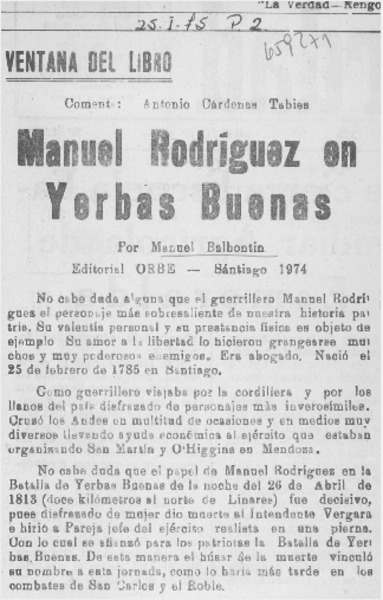 "La Verdad—Rengo
25-I-75 P 2
659271
VENTANA DEL LIBRO
Comenta: Antonio Cárdenas Tabies
Manuel Rodríguez en
Yerbas Buenas
Por Manuel Balbontin
Editorial ORBE — Sántiago 1974
No cabe duda alguna que el guerrillero Manuel Rodrí
guez el personaje más sobresaliente de nuestra historia pa
tria. Su valentía personal y su prestancia física es objeto de
ejemplo Su amor a la libertad lo hicieron grangearse mu
chos y muy poderosos enemigos. Era abogado. Nació el
25 de febrero de 1785 en Santiago.
Como guerrillero viajaba por la cordillera y por los
llanos del país disfrazado de personajes más inverosímiles.
Cruzó los Andes en multitud de ocasiones y en medios muy
diversos llevando ayuda económica al ejército que estaban
organizando San Martín y O'Higgins en Mendoza.
No cabe duda que el papel de Manuel Rodríguez en la
Batalla de Yerbas Buenas de la noche del 26 de Abril de
1813 (doce kilómetros al norte de Linares) fue decisivo,
pues disfrazado de mujer dio muerte al Intendente Vergara
e hirió a Pareja jefe del ejército realista en una pierna.
Con lo cual se afianzó para los patriotas la Batalla de Yer
bas Buenas. De esta manera el húsar de la muerte vinculó
su nombre a esta jornada, como lo haría más tarde en los
combates de San Carlos y el Roble.